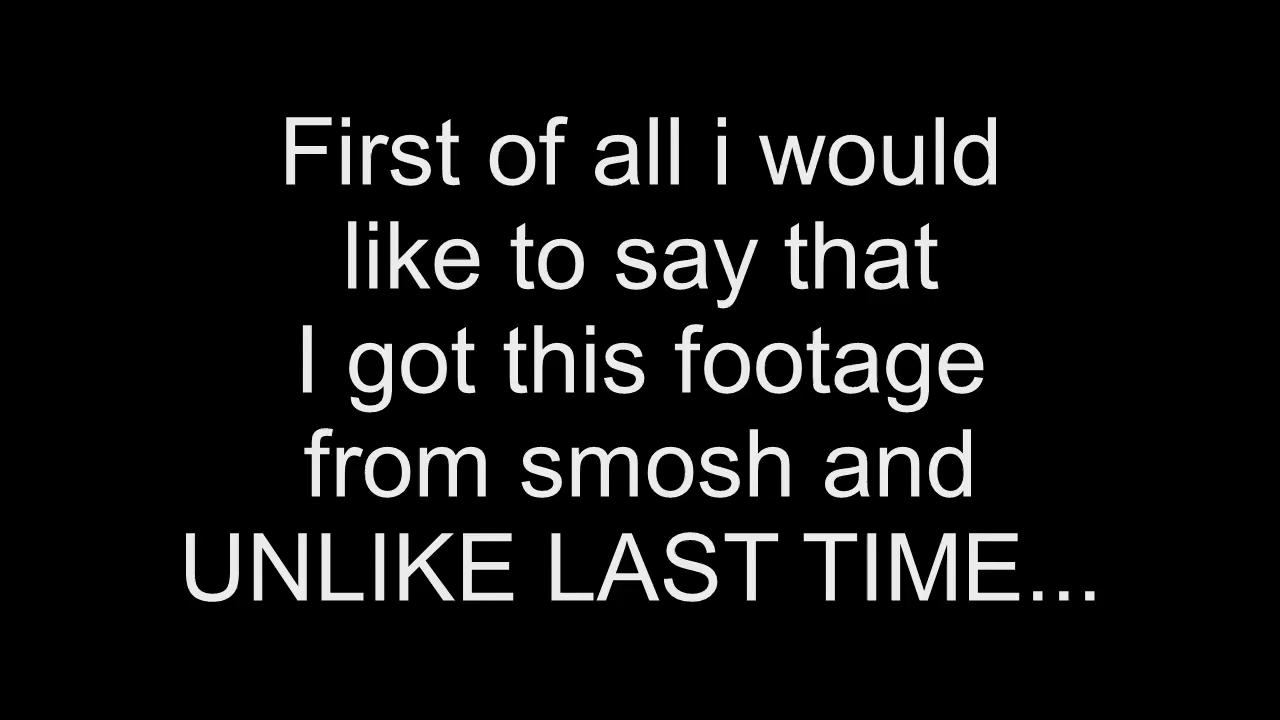 First of all i would
like to say that
I got this footage
from smosh and
UNLIKE LAST TIME...